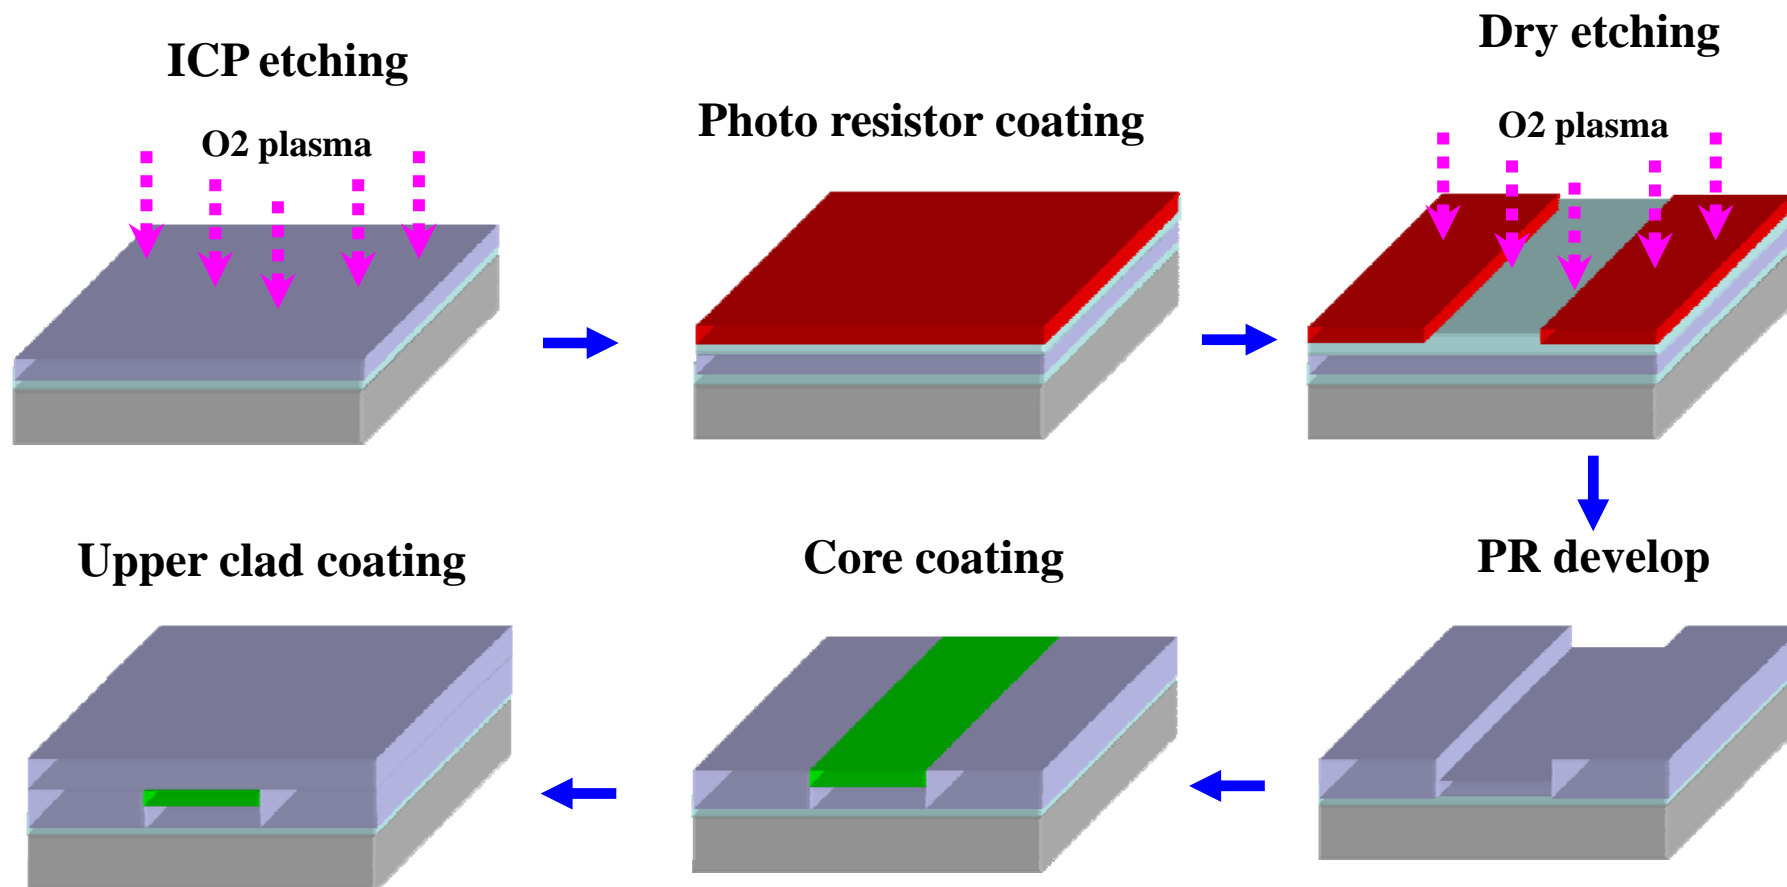 ICP etching
O2 plasma
Photo resistor coating
Dry etching
O2 plasma
Upper clad coating
Core coating
PR develop